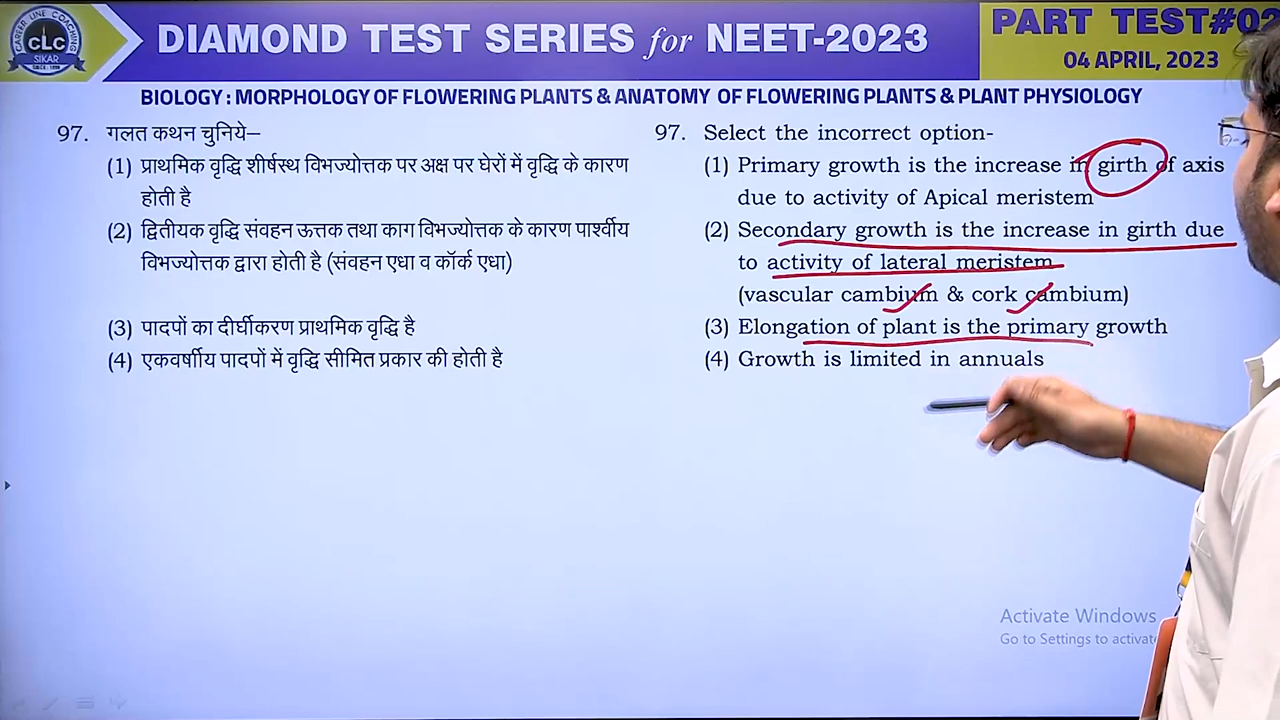 CAREER LINE COACHING
CLC
SIKAR
DIAMOND TEST SERIES for NEET-2023
PART TEST#02
04 APRIL, 2023
BIOLOGY : MORPHOLOGY OF FLOWERING PLANTS & ANATOMY OF FLOWERING PLANTS & PLANT PHYSIOLOGY
97. गलत कथन चुनिये–
(1) प्राथमिक वृद्धि शीर्षस्थ विभज्योत्तक पर अक्ष पर घेरों में वृद्धि के कारण
होती है
(2) द्वितीयक वृद्धि संवहन ऊत्तक तथा काग विभज्योत्तक के कारण पार्श्वीय
विभज्योत्तक द्वारा होती है (संवहन एधा व कॉर्क एधा)
(3) पादपों का दीर्घीकरण प्राथमिक वृद्धि है
(4) एकवर्षीय पादपों में वृद्धि सीमित प्रकार की होती है
97. Select the incorrect option-
(1) Primary growth is the increase in girth of axis
due to activity of Apical meristem
(2) Secondary growth is the increase in girth due
to activity of lateral meristem
(vascular cambium & cork cambium)
(3) Elongation of plant is the primary growth
(4) Growth is limited in annuals
Activate Windows
Go to Settings to activate